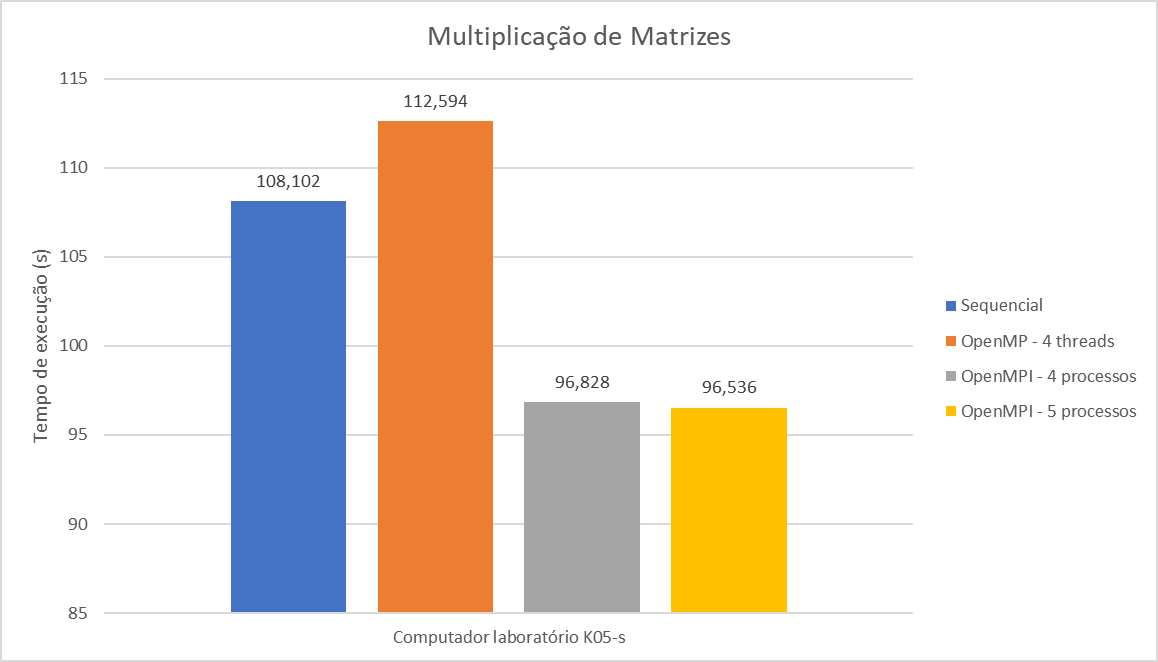 Multiplicação de Matrizes
115
112,594
110
108,102
105
100
96,828
96,536
95
90
85
Tempo de execução (s)
Computador laboratório K05-s
Sequencial
OpenMP - 4 threads
OpenMPI - 4 processos
OpenMPI - 5 processos